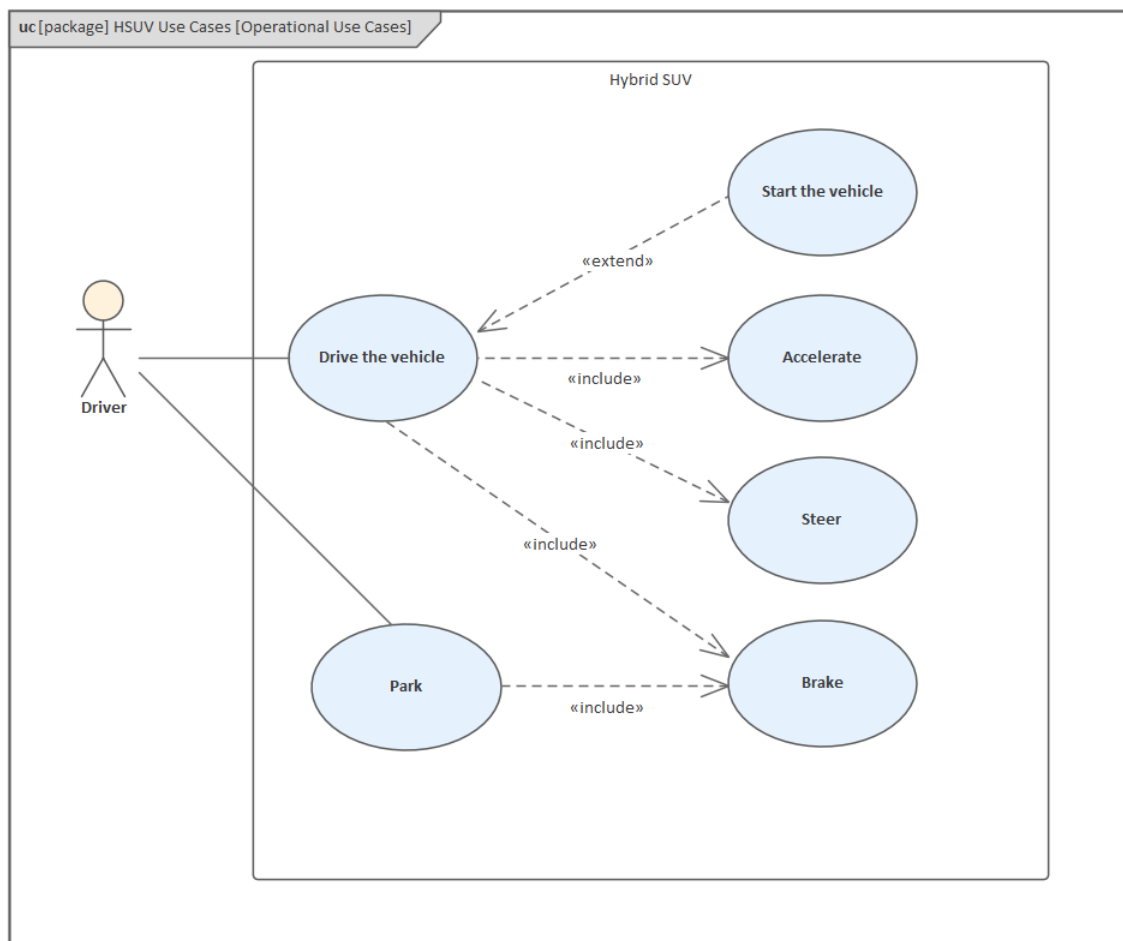 uc [package] HSUV Use Cases [Operational Use Cases]
Hybrid SUV
Start the vehicle
«extend»
Drive the vehicle
Accelerate
«include»
Driver
«include»
Steer
«include»
Park
Brake
«include»